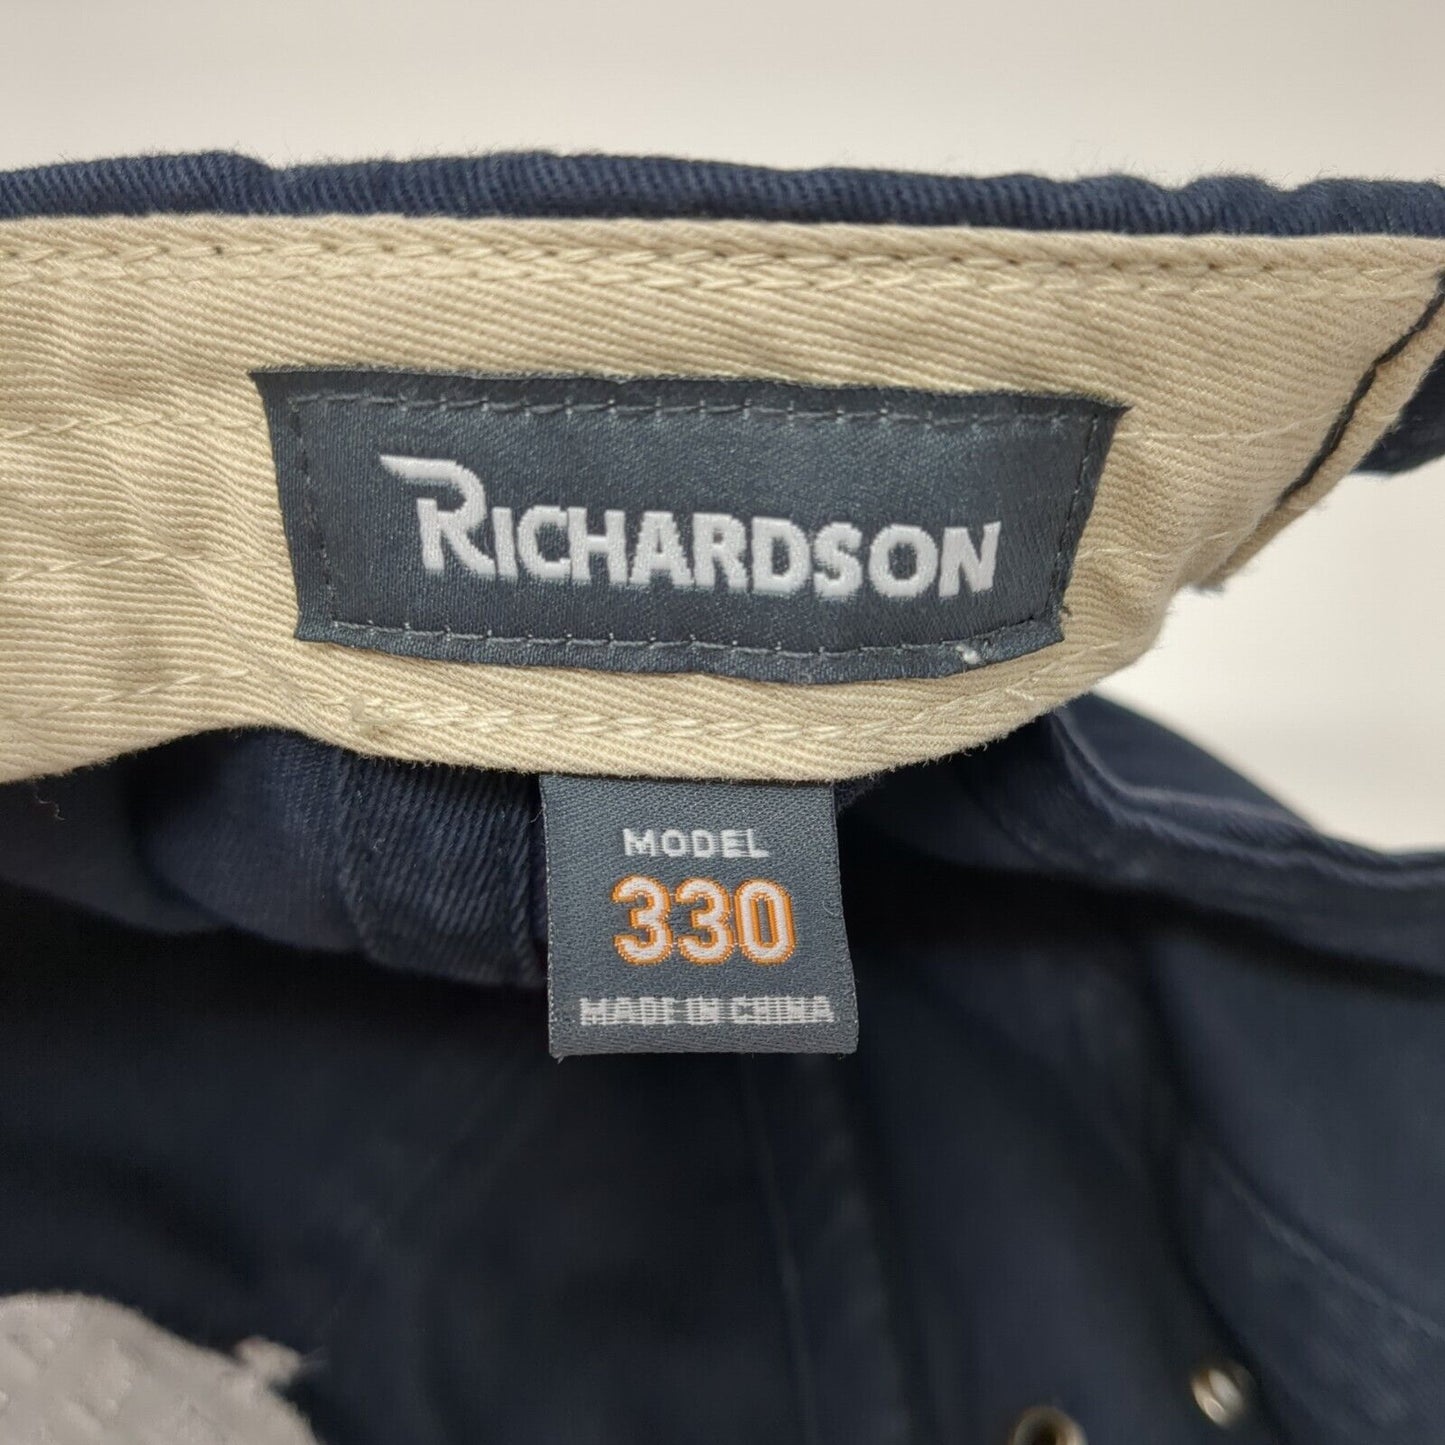 RICHARDSON
MODEL
330
MADE IN CHINA